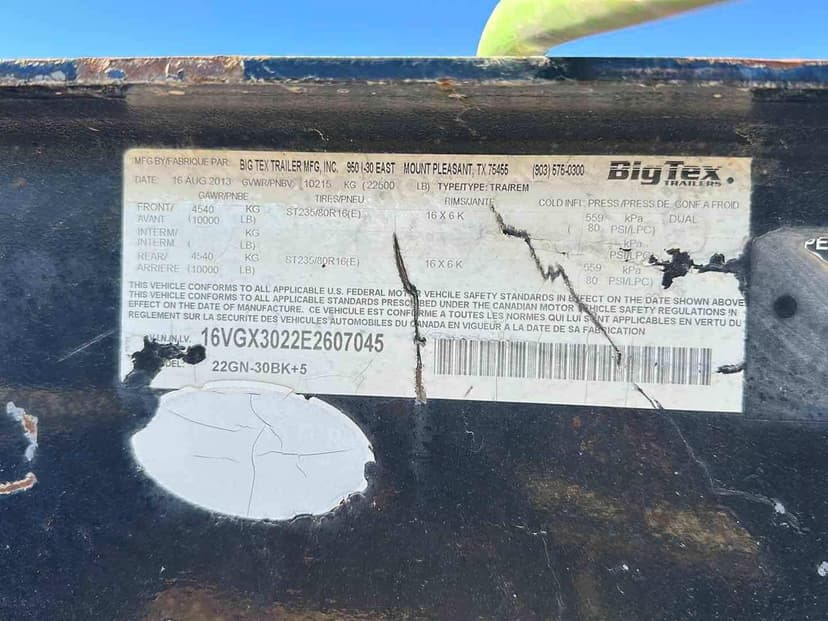 MFG BY/FABRIQUE PAR: BIG TEX TRAILER MFG, INC. 950 I-30 EAST MOUNT PLEASANT, TX 75455 (903) 575-0300
BigTex
TRAILERS
DATE: 16 AUG 2013 GVWR/PNBV: 10215 KG (22500 LB) TYPE/TYPE: TRA/REM
GAWR/PNBE TIRES/PNEU RIMS/JANTE COLD INFL. PRESS/PRESS DE. GONF A FROID
FRONT/ 4540 KG ST235/80R16(E) 16 X 6 K 559 kPa DUAL
AVANT (10000 LB) ( 80 PSI/LPC)
INTERM/ KG kPa
INTERM. ( LB) PSI/LPC)
REAR/ 4540 KG ST235/80R16(E) 16 X 6 K 559 kPa
ARRIERE (10000 LB) ( 80 PSI/LPC)
THIS VEHICLE CONFORMS TO ALL APPLICABLE U.S. FEDERAL MOTOR VEHCILE SAFETY STANDARDS IN EFFECT ON THE DATE SHOWN ABOVE
THIS VEHICLE CONFORMS TO ALL APPLICABLE STANDARDS PRESCRIBED UNDER THE CANADIAN MOTOR VEHICLE SAFETY REGULATIONS IN
EFFECT ON THE DATE OF MANUFACTURE. CE VEHICULE EST CONFORME A TOUTES LES NORMES QUI LUI SONT APPLICABLES EN VERTU DU
REGLEMENT SUR LA SECURITE DES VEHICULES AUTOMOBILES DU CANADA EN VIGUEUR A LA DATE DE SA FABRICATION
16VGX3022E2607045
22GN-30BK+5